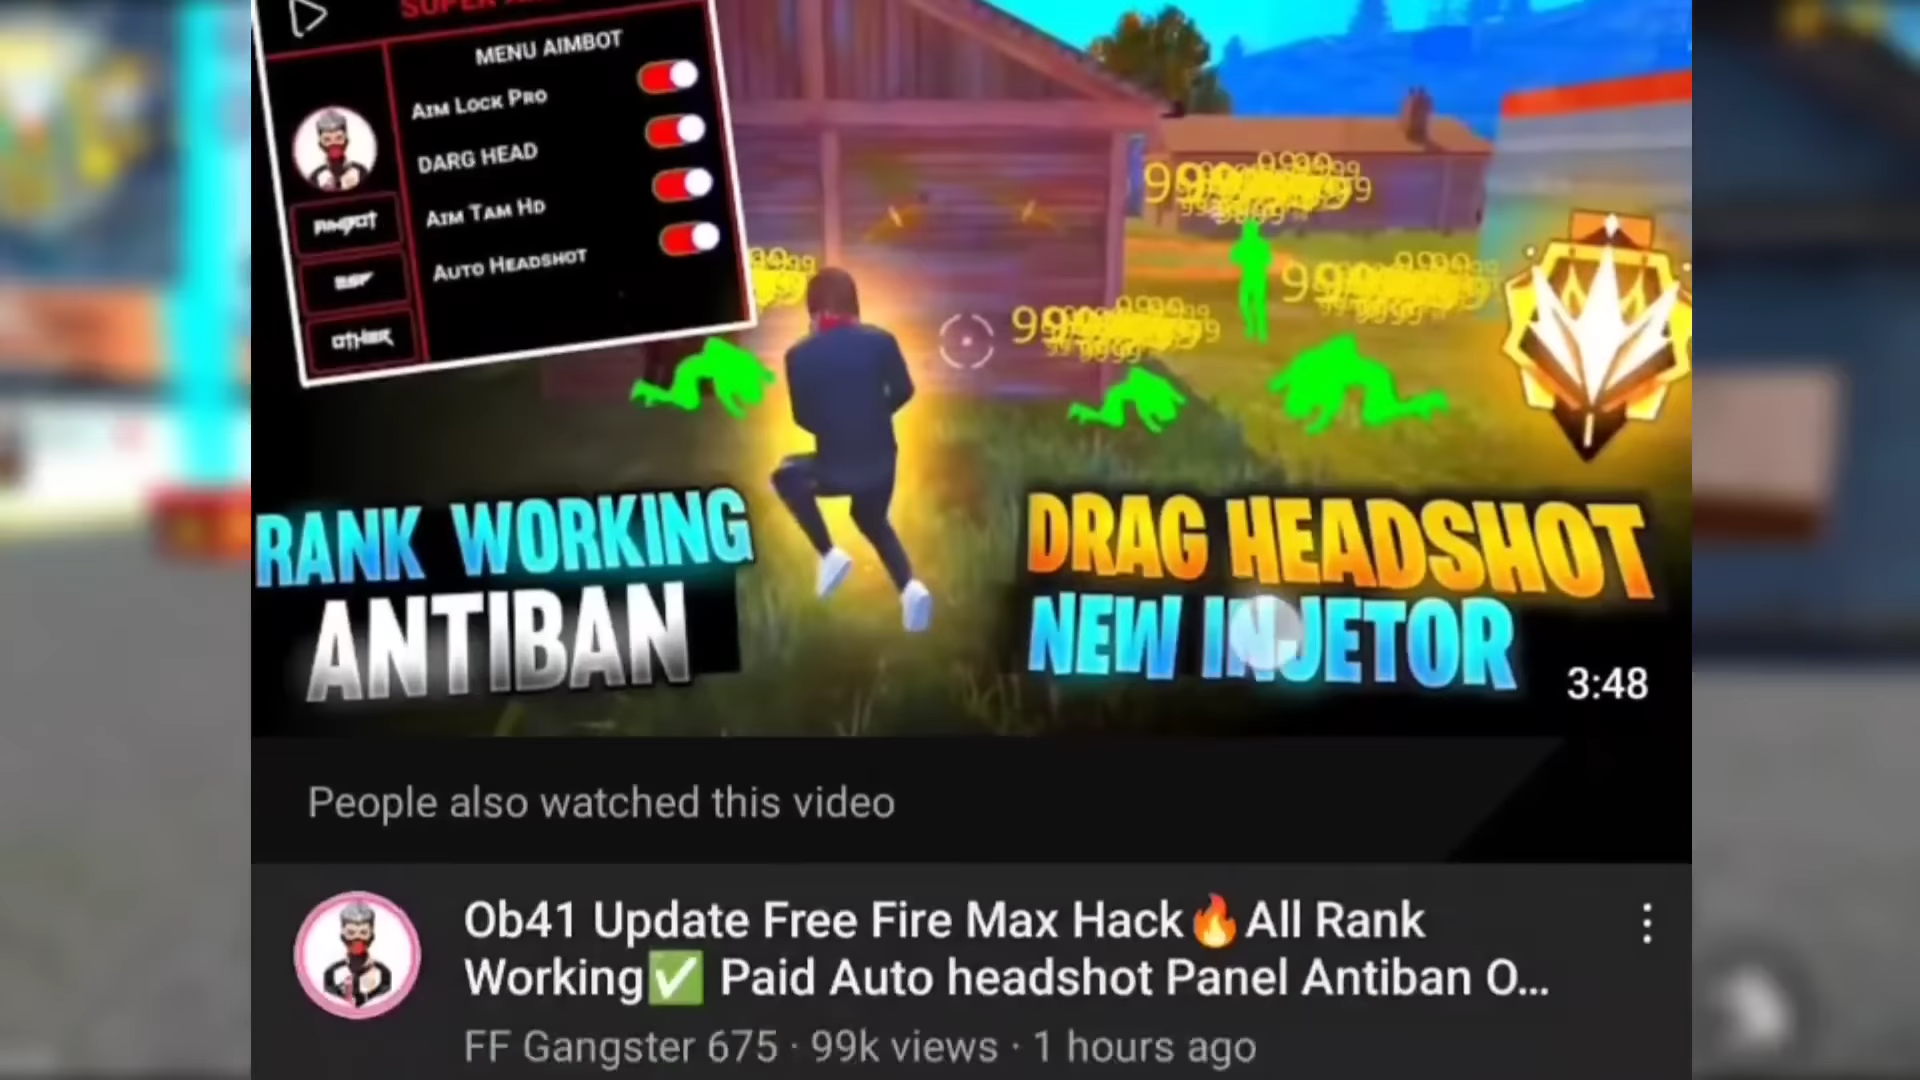 MENU AIMBOT
AIM LOCK PRO
DARG HEAD
AIM TAM HD
AUTO HEADSHOT
AIMBOT
ESP
OTHER
RANK WORKING
ANTIBAN
DRAG HEADSHOT
NEW INJETOR
3:48
People also watched this video
Ob41 Update Free Fire Max Hack🔥All Rank
Working✅ Paid Auto headshot Panel Antiban O...
FF Gangster 675 · 99k views · 1 hours ago